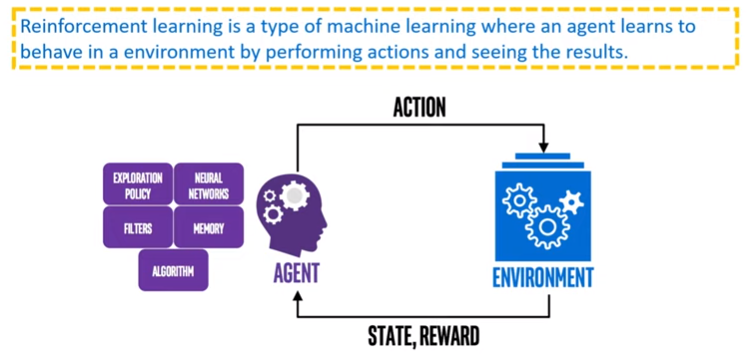 Reinforcement learning is a type of machine learning where an agent learns to
behave in a environment by performing actions and seeing the results.
ACTION
EXPLORATION
POLICY
NEURAL
NETWORKS
FILTERS
MEMORY
ALGORITHM
AGENT
ENVIRONMENT
STATE, REWARD